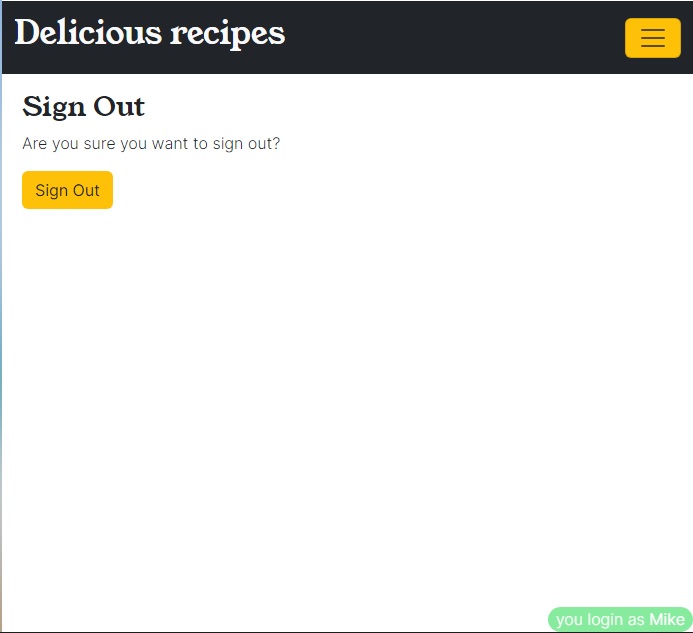 Delicious recipes
Sign Out
Are you sure you want to sign out?
Sign Out
you login as Mike